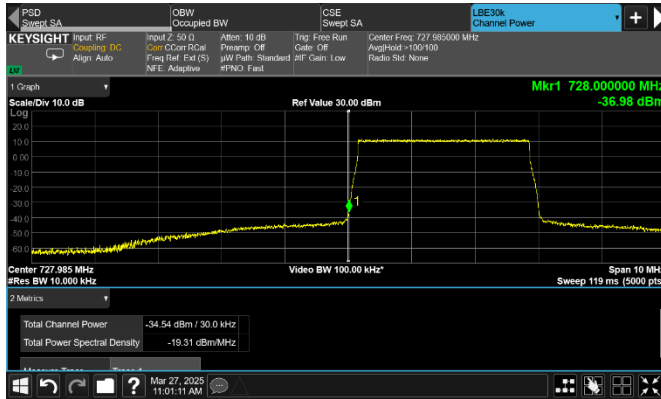 PSD
Swept SA
OBW
Occupied BW
CSE
Swept SA
LBE30k
Channel Power
KEYSIGHT
Input: RF
Coupling: DC
Align: Auto
Input Z: 50 Ω
Corr CCorr RCal
Freq Ref: Ext (S)
NFE: Adaptive
Atten: 10 dB
Preamp: Off
µW Path: Standard
#PNO: Fast
Trig: Free Run
Gate: Off
#IF Gain: Low
Center Freq: 727.985000 MHz
Avg|Hold:>100/100
Radio Std: None
1 Graph
Mkr1 728.000000 MHz
Scale/Div 10.0 dB
Ref Value 30.00 dBm
-36.98 dBm
Log
20.0
10.0
0.00
-10.0
-20.0
-30.0
-40.0
-50.0
-60.0
1
Center 727.985 MHz
Video BW 100.00 kHz*
Span 10 MHz
#Res BW 10.000 kHz
Sweep 119 ms (5000 pts)
2 Metrics
Total Channel Power
-34.54 dBm / 30.0 kHz
Total Power Spectral Density
-19.31 dBm/MHz
Mar 27, 2025
11:01:11 AM